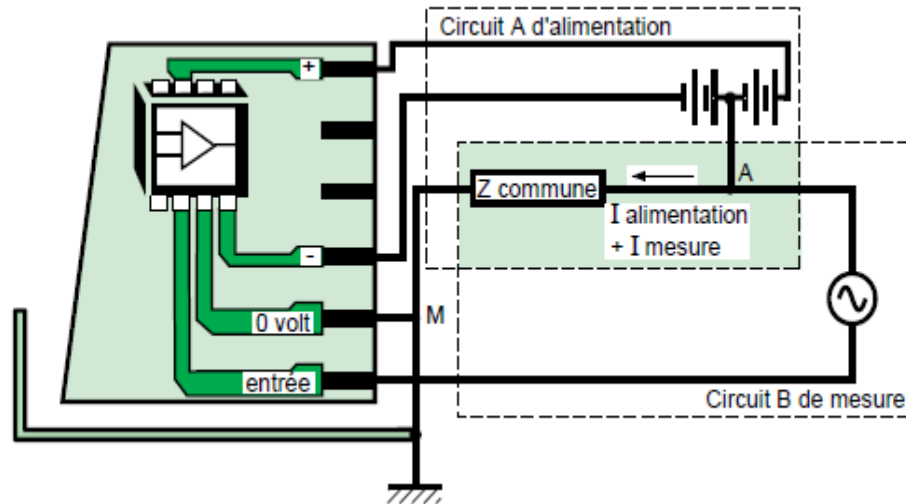 Circuit A d'alimentation
+
Z commune
A
I alimentation
+ I mesure
-
0 volt
M
entrée
Circuit B de mesure